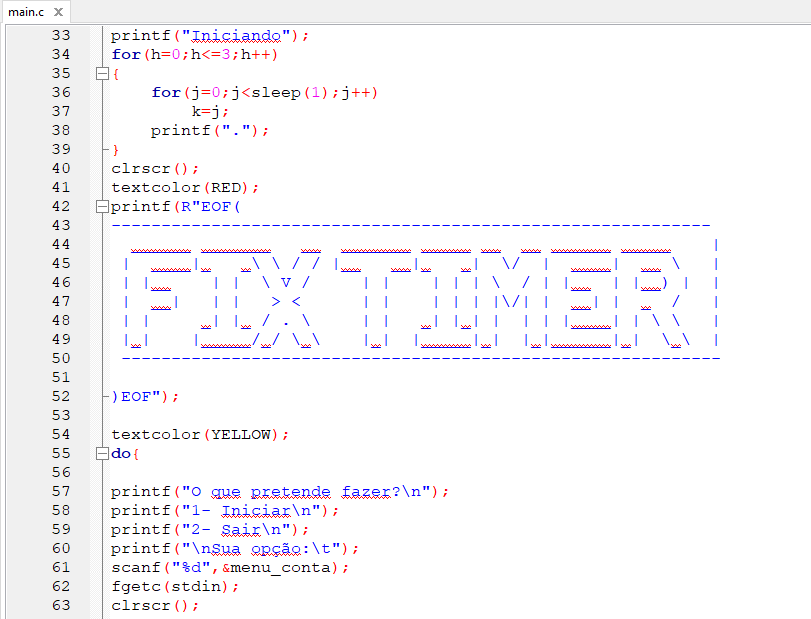 main.c X
33 printf("Iniciando");
34 for(h=0;h<=3;h++)
35 {
36     for(j=0;j<sleep(1);j++)
37         k=j;
38     printf(".");
39 }
40 clrscr();
41 textcolor(RED);
42 printf(R"EOF(
43 ------------------------------------------------------------
44   ______ _______   __  _______ _____ __  __ ______ _____    |
45 |  ____|_   _\ \ / / |__   __|_   _|  \/  |  ____|  __ \   |
46 | |__    | |  \ V /     | |    | | | \  / | |__  | |__) |  |
47 |  __|   | |   > <      | |    | | | |\/| |  __| |  _  /   |
48 | |     _| |_ / . \     | |   _| |_| |  | | |____| | \ \   |
49 |_|    |_____/_/ \_\    |_|  |_____|_|  |_|______|_|  \_\  |
50  ------------------------------------------------------------
51
52 )EOF");
53
54 textcolor(YELLOW);
55 do{
56
57 printf("O que pretende fazer?\n");
58 printf("1- Iniciar\n");
59 printf("2- Sair\n");
60 printf("\nSua opção:\t");
61 scanf("%d",&menu_conta);
62 fgetc(stdin);
63 clrscr();